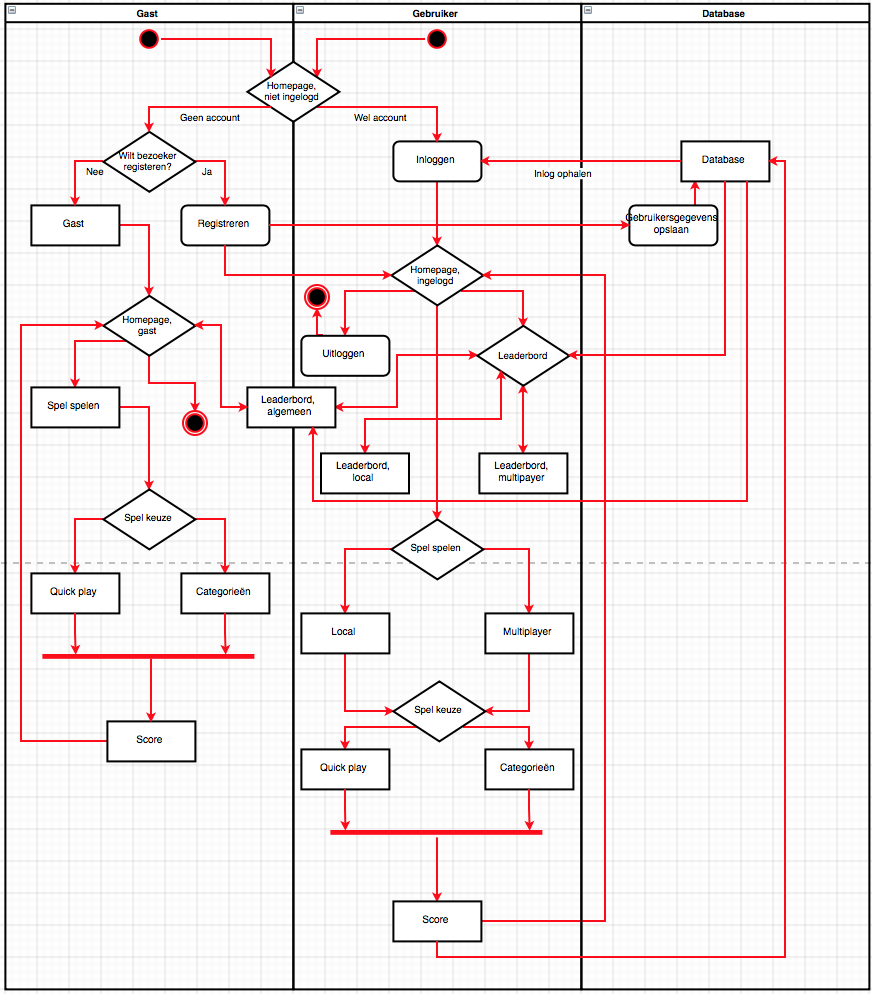 Gast
Gebruiker
Database
Homepage,
niet ingelogd
Geen account
Wel account
Wilt bezoeker
registeren?
Nee
Ja
Inloggen
Inlog ophalen
Database
Gast
Registreren
Gebruikersgegevens
opslaan
Homepage,
ingelogd
Homepage,
gast
Uitloggen
Leaderbord
Spel spelen
Leaderbord,
algemeen
Leaderbord,
local
Leaderbord,
multipayer
Spel keuze
Spel spelen
Quick play
Categorieën
Local
Multiplayer
Spel keuze
Score
Quick play
Categorieën
Score